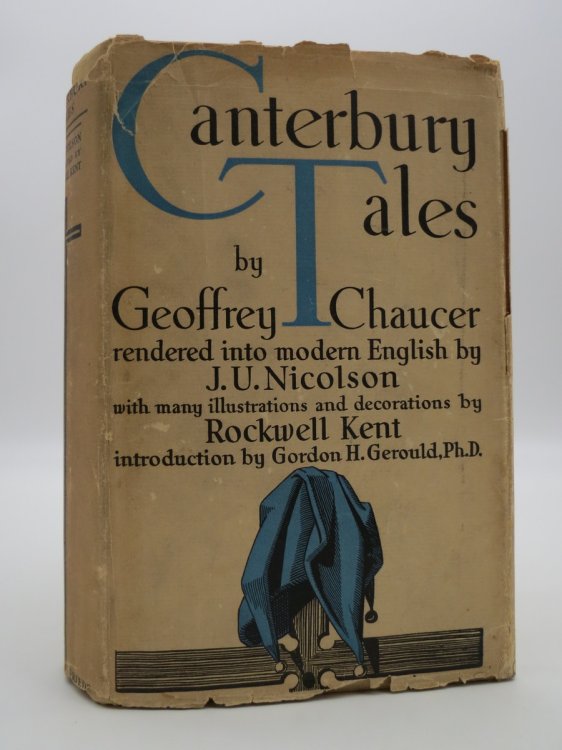 Canterbury
Tales
by
Geoffrey Chaucer
rendered into modern English by
J.U. Nicolson
with many illustrations and decorations by
Rockwell Kent
introduction by Gordon H. Gerould, Ph.D.
KENT